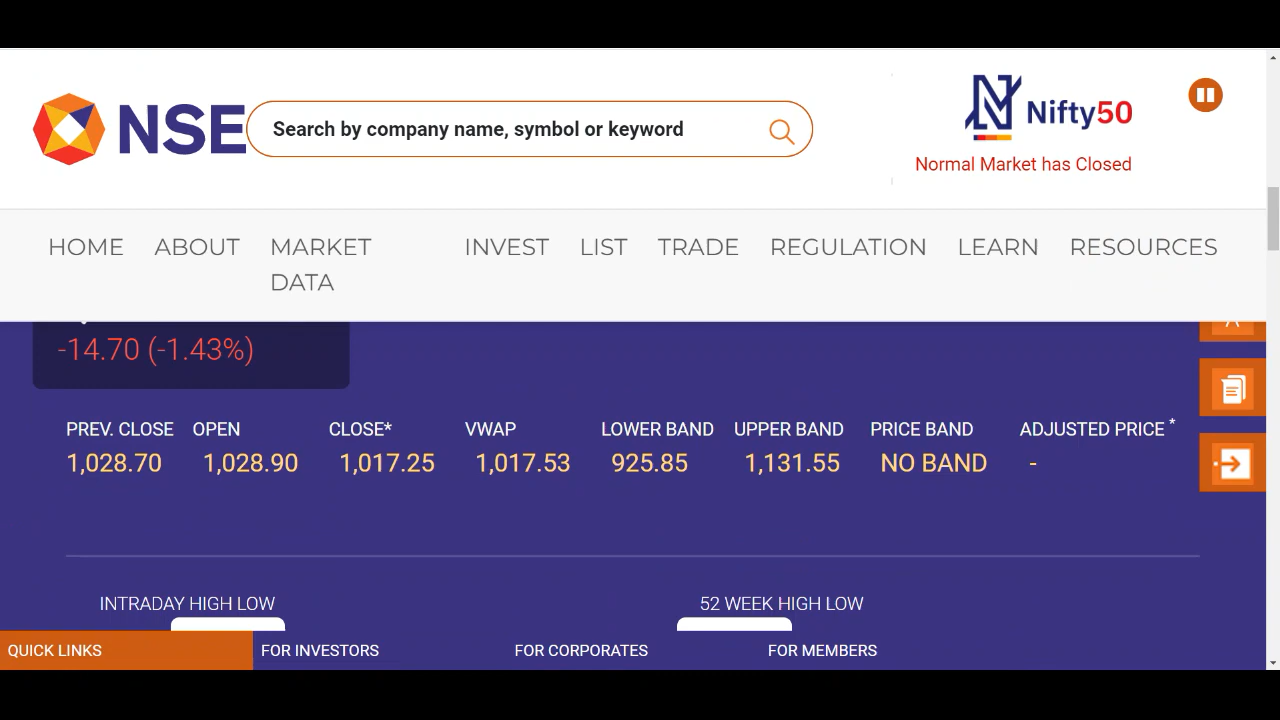 NSE
Search by company name, symbol or keyword
Nifty50
Normal Market has Closed
HOME ABOUT MARKET DATA INVEST LIST TRADE REGULATION LEARN RESOURCES
-14.70 (-1.43%)
PREV. CLOSE OPEN CLOSE* VWAP LOWER BAND UPPER BAND PRICE BAND ADJUSTED PRICE *
1,028.70 1,028.90 1,017.25 1,017.53 925.85 1,131.55 NO BAND -
INTRADAY HIGH LOW 52 WEEK HIGH LOW
QUICK LINKS FOR INVESTORS FOR CORPORATES FOR MEMBERS